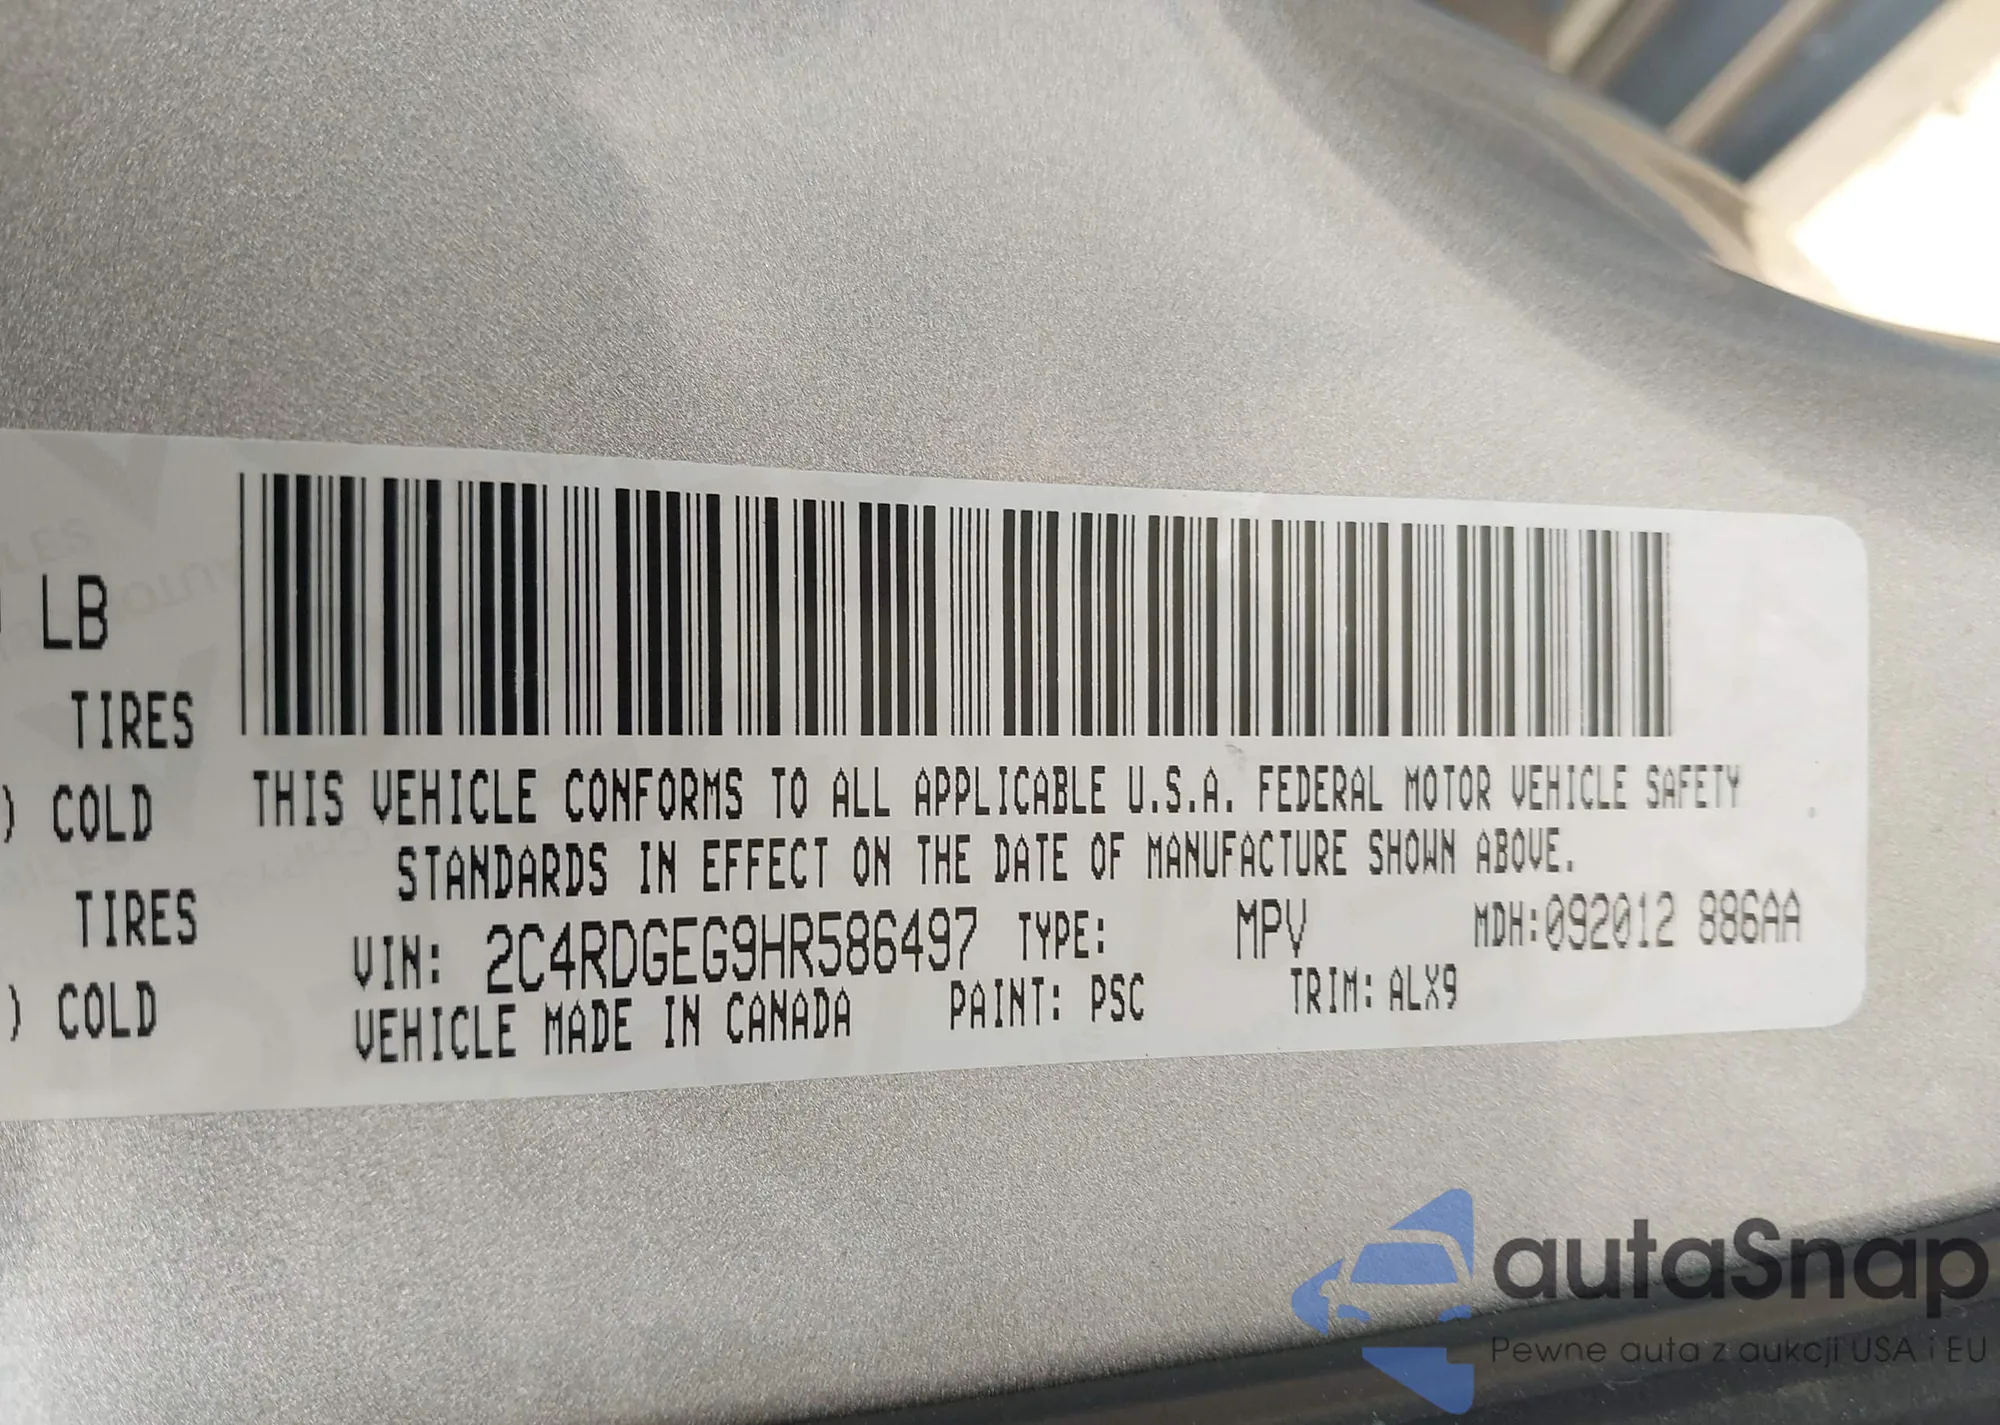 LB
TIRES
) COLD
TIRES
) COLD
THIS VEHICLE CONFORMS TO ALL APPLICABLE U.S.A. FEDERAL MOTOR VEHICLE SAFETY
STANDARDS IN EFFECT ON THE DATE OF MANUFACTURE SHOWN ABOVE.
VIN: 2C4RDGEG9HR586497 TYPE: MPV MDH:092012 886AA
VEHICLE MADE IN CANADA PAINT: PSC TRIM: ALX9
autaSnap
Pewne auta z aukcji USA i EU